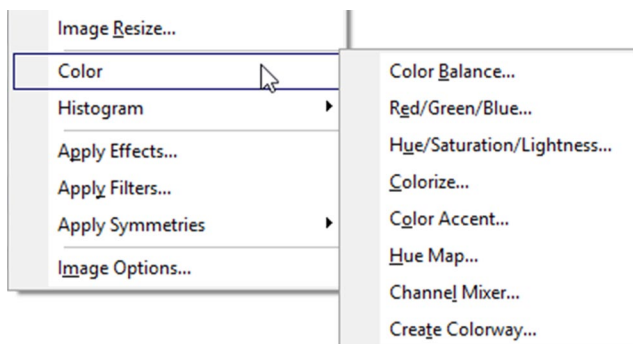 Image Resize...
Color
Histogram
Apply Effects...
Apply Filters...
Apply Symmetries
Image Options...
Color Balance...
Red/Green/Blue...
Hue/Saturation/Lightness...
Colorize...
Color Accent...
Hue Map...
Channel Mixer...
Create Colorway...